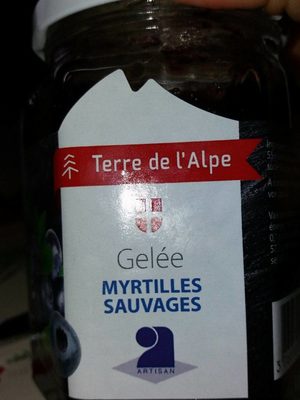 Terre de l'Alpe
Gelée
MYRTILLES
SAUVAGES
ARTISAN